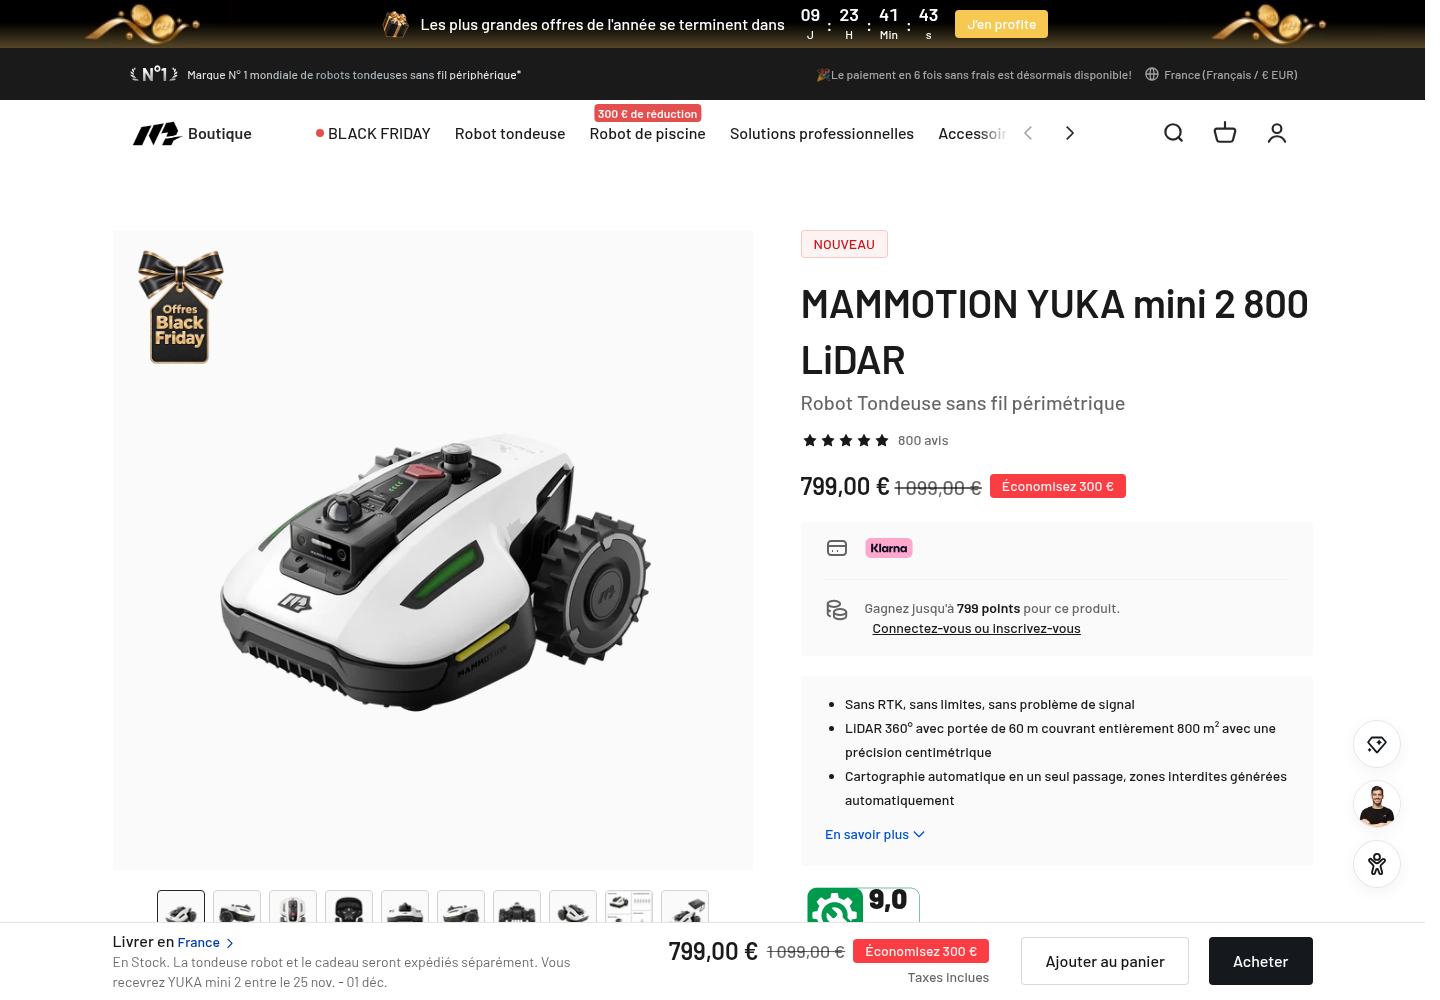 Les plus grandes offres de l'année se terminent dans
09 : 23 : 41 : 43
J H Min s
J'en profite
N°1
Marque N° 1 mondiale de robots tondeuses sans fil périphérique*
🎉Le paiement en 6 fois sans frais est désormais disponible!
France (Français / € EUR)
300 € de réduction
Boutique
BLACK FRIDAY
Robot tondeuse
Robot de piscine
Solutions professionnelles
Accessoir
Offres
Black
Friday
MAMMOTION
NOUVEAU
MAMMOTION YUKA mini 2 800
LiDAR
Robot Tondeuse sans fil périmétrique
800 avis
799,00 € 1 099,00 € Économisez 300 €
Klarna
Gagnez jusqu'à 799 points pour ce produit.
Connectez-vous ou Inscrivez-vous
Sans RTK, sans limites, sans problème de signal
LiDAR 360° avec portée de 60 m couvrant entièrement 800 m² avec une
précision centimétrique
Cartographie automatique en un seul passage, zones interdites générées
automatiquement
En savoir plus
9,0
Livrer en France
En Stock. La tondeuse robot et le cadeau seront expédiés séparément. Vous
recevrez YUKA mini 2 entre le 25 nov. - 01 déc.
799,00 € 1 099,00 € Économisez 300 €
Taxes inclues
Ajouter au panier
Acheter